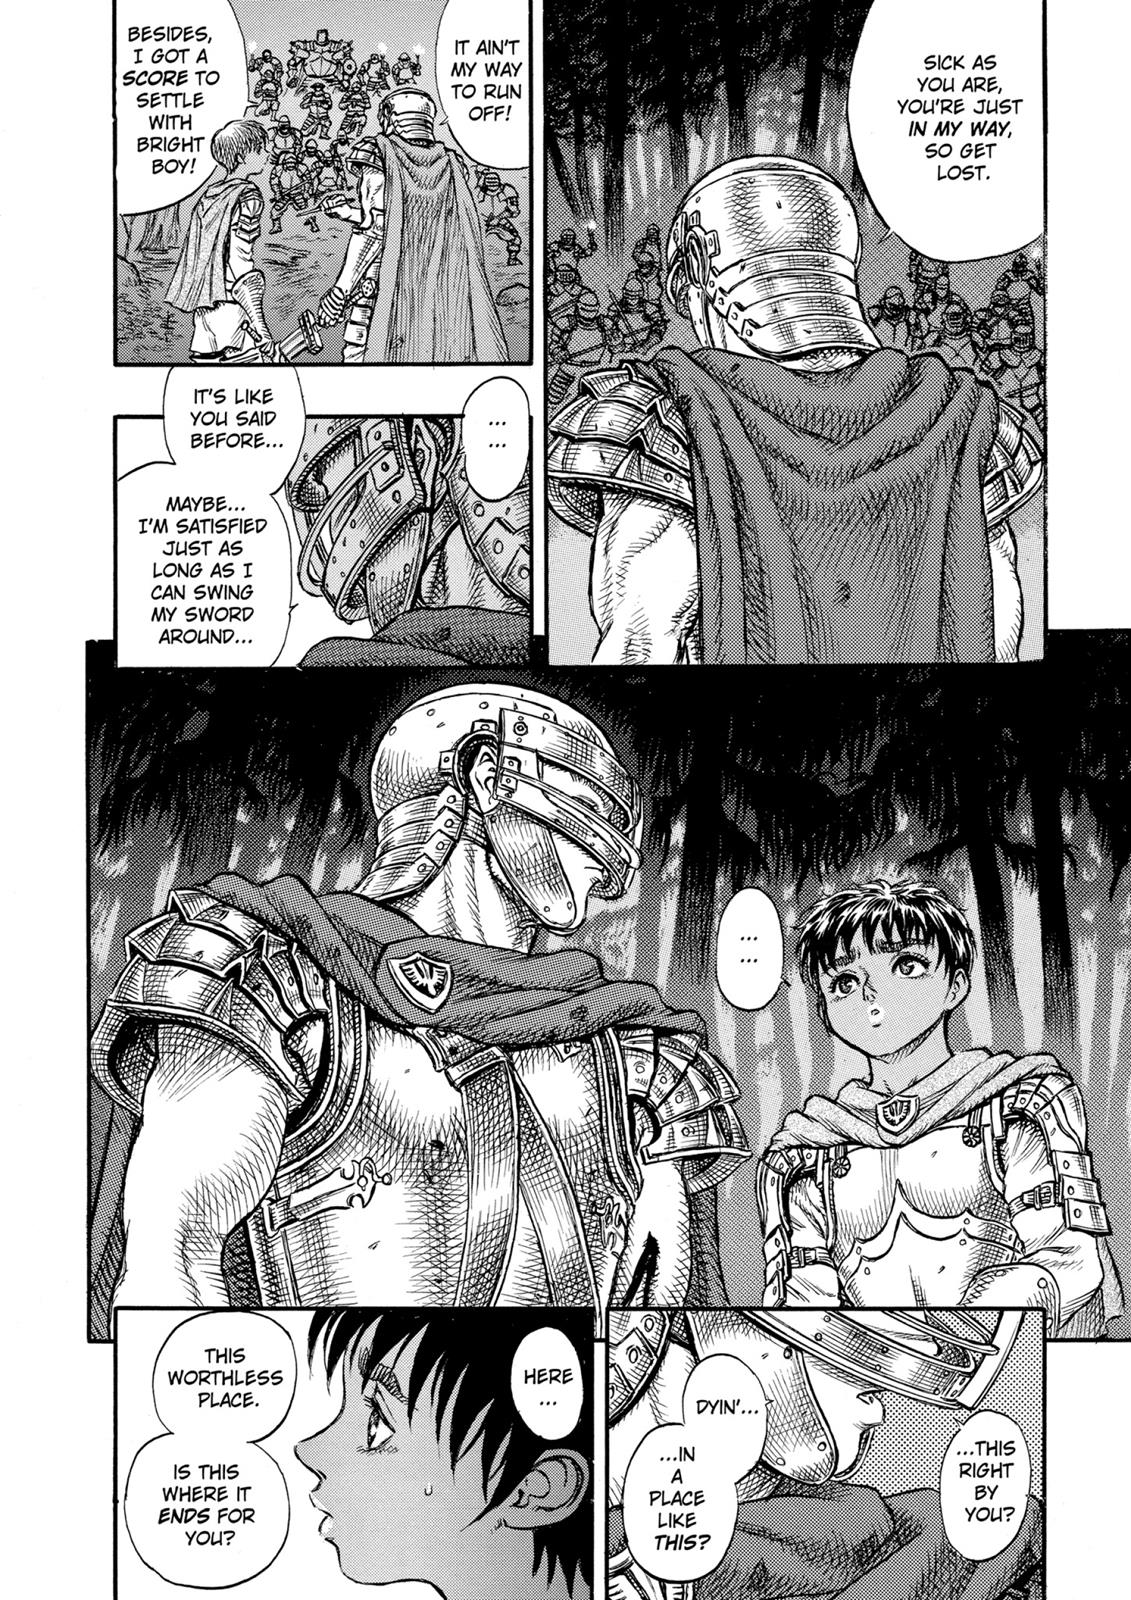 SICK AS
YOU ARE,
YOU'RE JUST
IN MY WAY,
SO GET
LOST.
IT AIN'T
MY WAY
TO RUN
OFF!
BESIDES,
I GOT A
SCORE TO
SETTLE
WITH
BRIGHT
BOY!
...
...
IT'S LIKE
YOU SAID
BEFORE...
MAYBE...
I'M SATISFIED
JUST AS
LONG AS I
CAN SWING
MY SWORD
AROUND...
...
...
...THIS
RIGHT
BY
YOU?
DYIN'...
...IN
A
PLACE
LIKE
THIS?
HERE
...
THIS
WORTHLESS
PLACE.
IS THIS
WHERE IT
ENDS FOR
YOU?